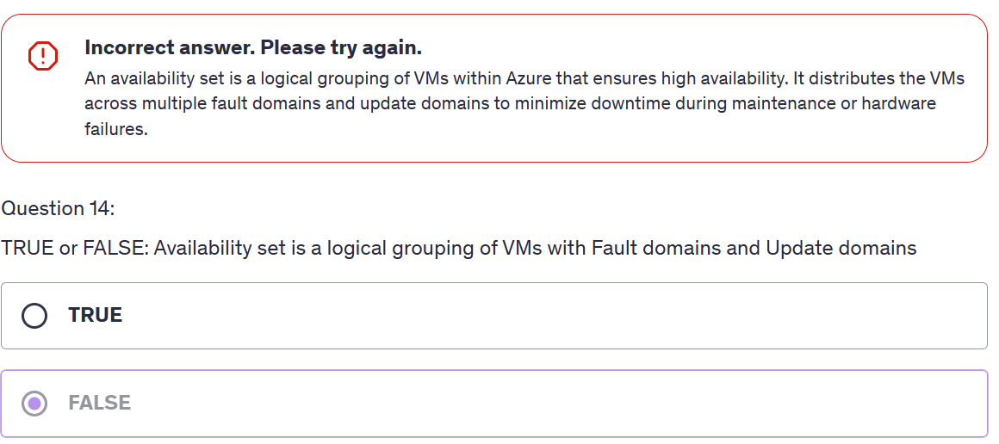 Incorrect answer. Please try again.
An availability set is a logical grouping of VMs within Azure that ensures high availability. It distributes the VMs
across multiple fault domains and update domains to minimize downtime during maintenance or hardware
failures.
Question 14:
TRUE or FALSE: Availability set is a logical grouping of VMs with Fault domains and Update domains
TRUE
FALSE